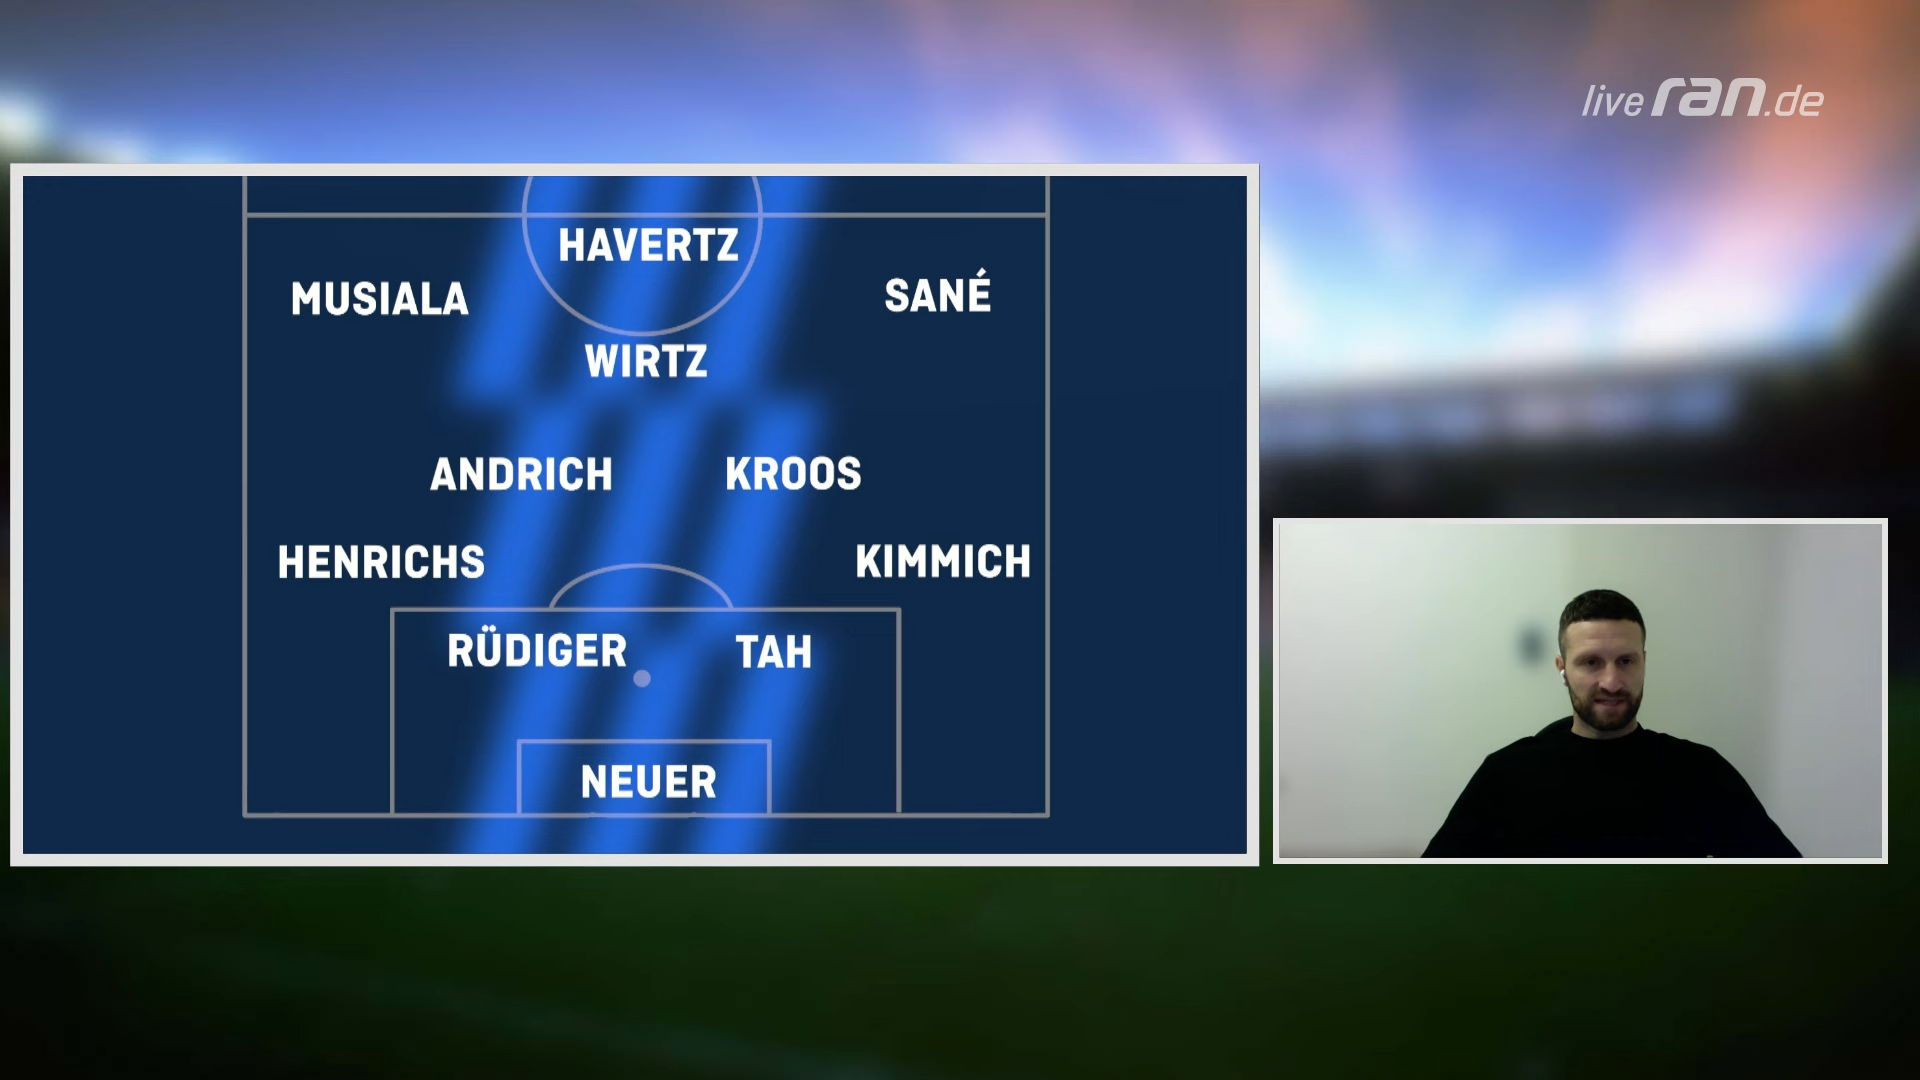 live ran.de
HAVERTZ
MUSIALA
SANÉ
WIRTZ
ANDRICH
KROOS
HENRICHS
KIMMICH
RÜDIGER
TAH
NEUER